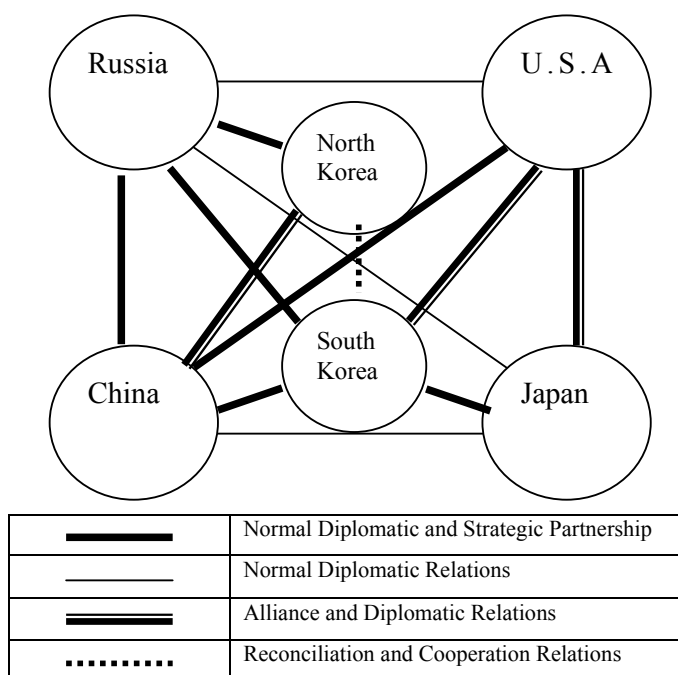 Russia
U.S.A
North
Korea
South
Korea
China
Japan
Normal Diplomatic and Strategic Partnership
Normal Diplomatic Relations
Alliance and Diplomatic Relations
Reconciliation and Cooperation Relations